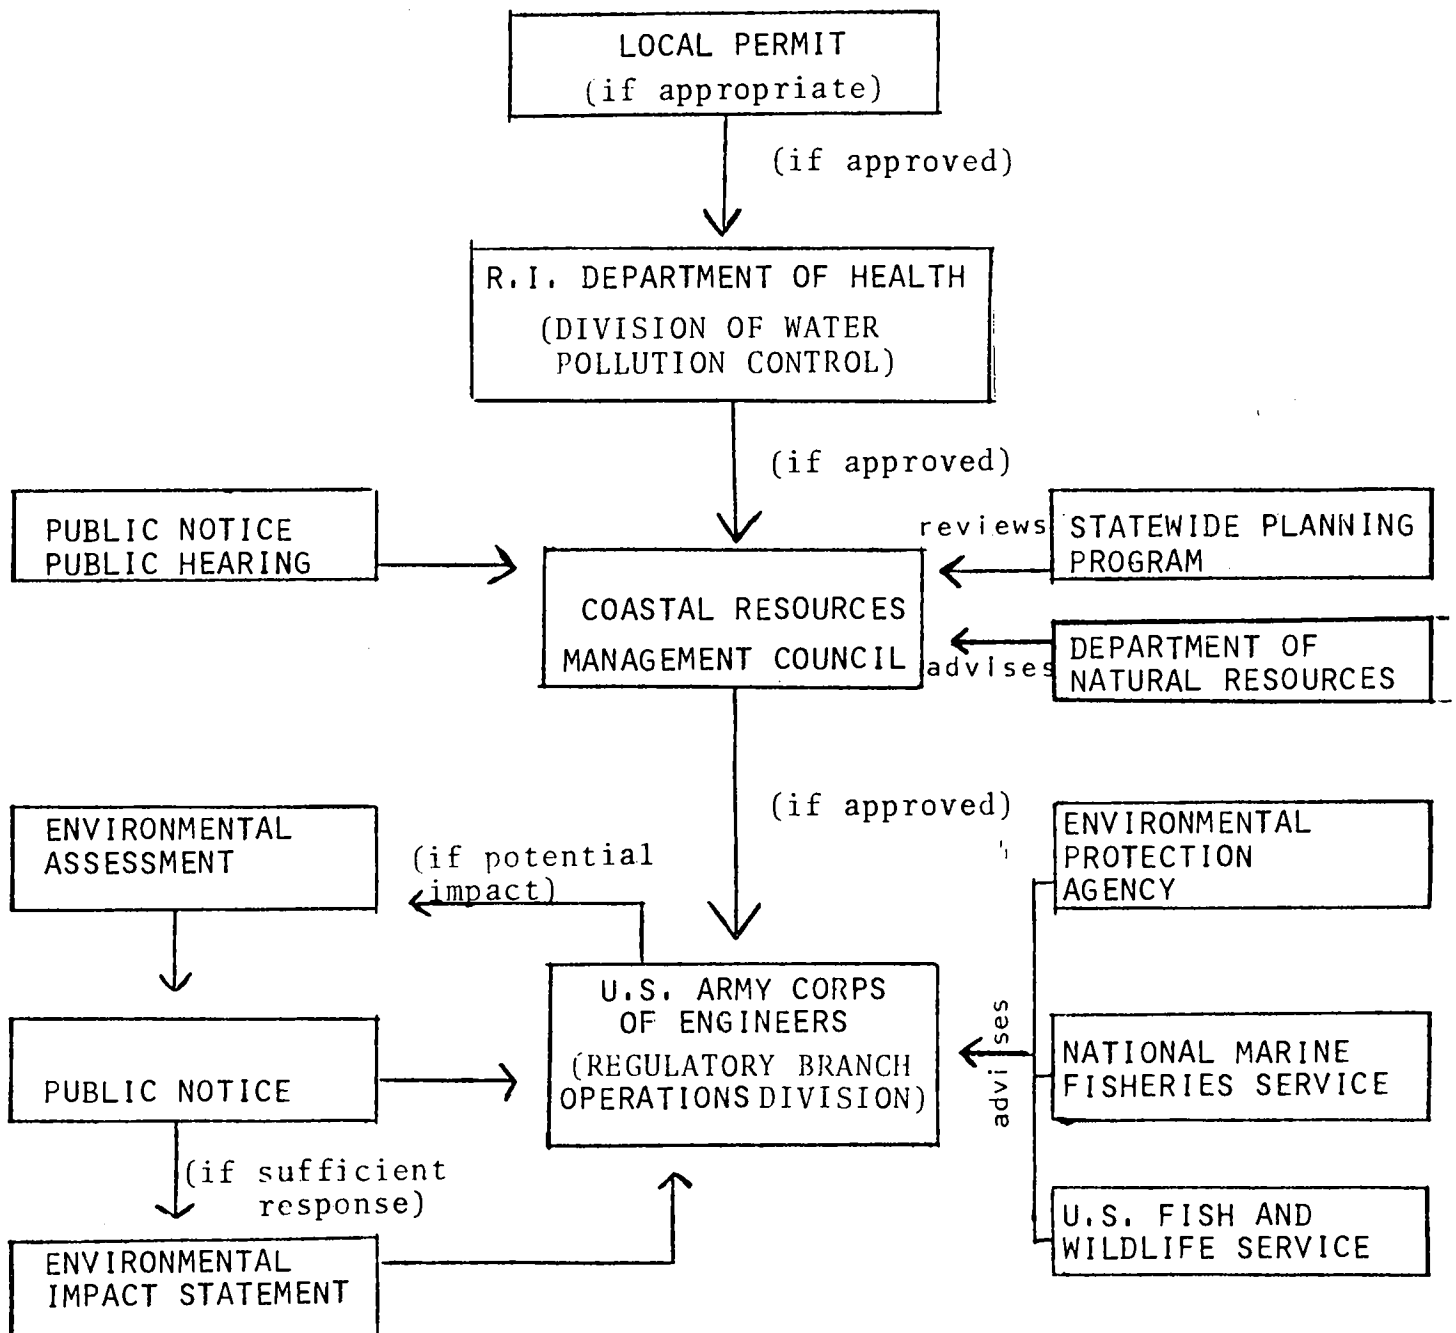 LOCAL PERMIT
(if appropriate)
(if approved)
R.I. DEPARTMENT OF HEALTH
(DIVISION OF WATER
POLLUTION CONTROL)
(if approved)
PUBLIC NOTICE
PUBLIC HEARING
reviews
STATEWIDE PLANNING
PROGRAM
COASTAL RESOURCES
MANAGEMENT COUNCIL
advises
DEPARTMENT OF
NATURAL RESOURCES
(if approved)
ENVIRONMENTAL
ASSESSMENT
(if potential
impact)
ENVIRONMENTAL
PROTECTION
AGENCY
U.S. ARMY CORPS
OF ENGINEERS
(REGULATORY BRANCH
OPERATIONS DIVISION)
advises
NATIONAL MARINE
FISHERIES SERVICE
PUBLIC NOTICE
(if sufficient
response)
U.S. FISH AND
WILDLIFE SERVICE
ENVIRONMENTAL
IMPACT STATEMENT